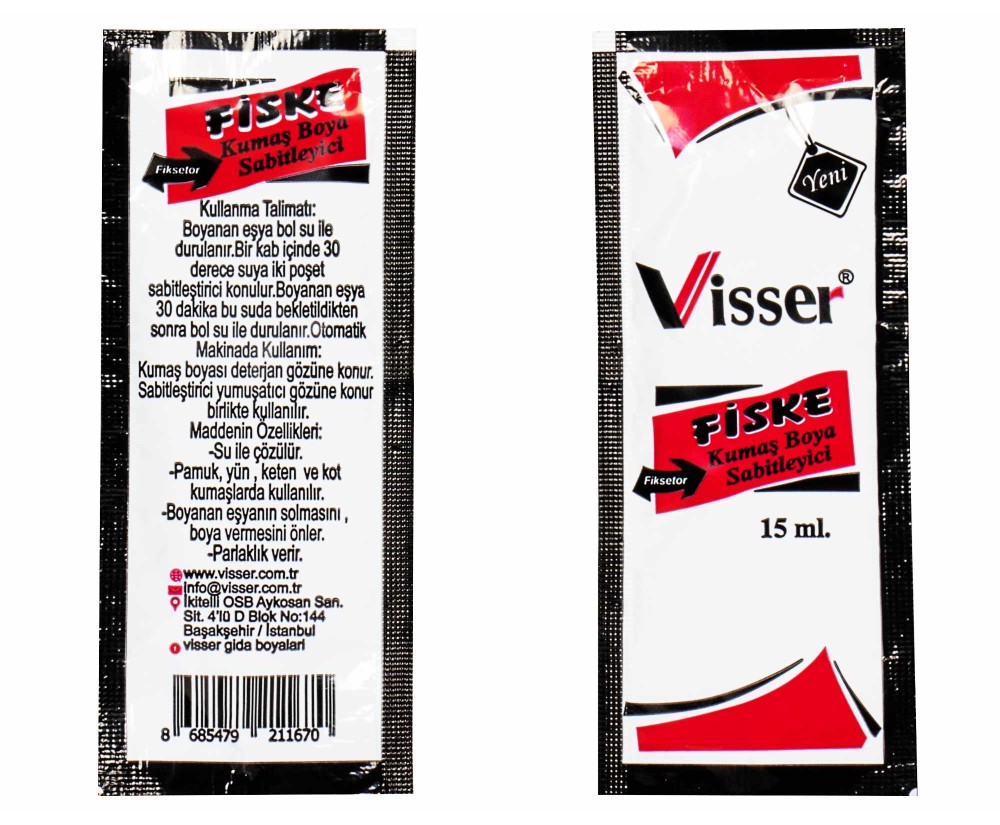 FİSKE
Kumaş Boya
Sabitleyici
Fiksetor
Kullanma Talimatı:
Boyanan eşya bol su ile
durulanır.Bir kab içinde 30
derece suya iki poşet
sabitleştirici konulur.Boyanan eşya
30 dakika bu suda bekletildikten
sonra bol su ile durulanır.Otomatik
Makinada Kullanım:
Kumaş boyası deterjan gözüne konur.
Sabitleştirici yumuşatıcı gözüne konur
birlikte kullanılır.
Maddenin Özellikleri:
-Su ile çözülür.
-Pamuk, yün , keten ve kot
kumaşlarda kullanılır.
-Boyanan eşyanın solmasını ,
boya vermesini önler.
-Parlaklık verir.
www.visser.com.tr
info@visser.com.tr
İkitelli OSB Aykosan San.
Sit. 4'lü D Blok No:144
Başakşehir / İstanbul
visser gida boyalari
8 685479 211670
Yeni
Visser®
FİSKE
Kumaş Boya
Sabitleyici
Fiksetor
15 ml.